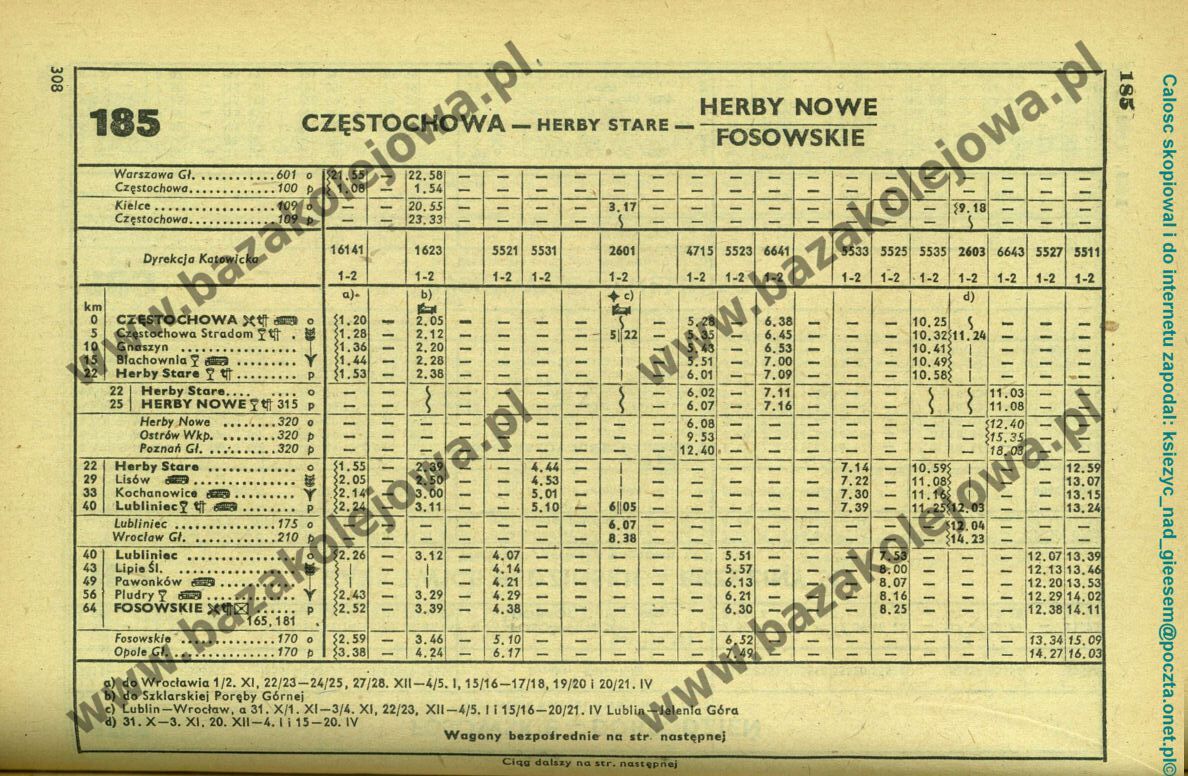 308
185
185
CZĘSTOCHOWA — HERBY STARE — HERBY NOWE
FOSOWSKIE
Warszawa Gł. 601 o 21.55 — 22.58 — — — — — — — — — — — — — — — —
Częstochowa 100 p 1.08 — 1.54 — — — — — — — — — — — — — — — —
Kielce 109 o — — 20.55 — — — — 3.17 — — — — — — — — 9.18 — — —
Częstochowa 109 p — — 23.33 — — — — — — — — — — — — — — —
Dyrekcja Katowicka
16141 1623 5521 5531 2601 4715 5523 6641 5533 5525 5535 2603 6643 5527 5511
1-2 1-2 1-2 1-2 1-2 1-2 1-2 1-2 1-2 1-2 1-2 1-2 1-2 1-2 1-2
a) b) c) d)
km
0 CZĘSTOCHOWA o 1.20 — 2.05 5.28 6.38 10.25
5 Częstochowa Stradom 1.28 — 2.12 5||22 5.35 6.45 10.32 11.24
10 Gnaszyn 1.36 — 2.20 5.43 6.53 10.41
15 Blachownia 1.44 — 2.28 5.51 7.00 10.49
22 Herby Stare p 1.53 — 2.38 6.01 7.09 10.58
22 Herby Stare o 6.02 7.11 11.03
25 HERBY NOWE 315 p 6.07 7.16 11.08
Herby Nowe 320 o 6.08 12.40
Ostrów Wkp. 320 p 9.53 15.35
Poznań Gł. 320 p 12.40 18.03
22 Herby Stare o 1.55 2.39 4.44 7.14 10.59 12.59
29 Lisów 2.05 2.50 4.53 7.22 11.08 13.07
33 Kochanowice 2.14 3.00 5.01 7.30 11.16 13.15
40 Lubliniec p 2.24 3.11 5.10 6||05 7.39 11.25 12.03 13.24
Lubliniec 175 o 6.07 12.04
Wrocław Gł. 210 p 8.38 14.23
40 Lubliniec o 2.26 3.12 4.07 5.51 7.53 12.07 13.39
43 Lipie Śl. 4.14 5.57 8.00 12.13 13.46
49 Pawonków 4.21 6.13 8.07 12.20 13.53
56 Pludry 2.43 3.29 4.29 6.21 8.16 12.29 14.02
64 FOSOWSKIE p 2.52 3.39 4.38 6.30 8.25 12.38 14.11
165, 181
Fosowskie 170 o 2.59 3.46 5.10 6.52 13.34 15.09
Opole Gł. 170 p 3.38 4.24 6.17 7.49 14.27 16.03
a) do Wrocławia 1/2. XI, 22/23—24/25, 27/28. XII—4/5. I, 15/16—17/18, 19/20 i 20/21. IV
b) do Szklarskiej Poręby Górnej
c) Lublin—Wrocław, a 31. X/1. XI—3/4. XI, 22/23, XII—4/5. I i 15/16—20/21. IV Lublin—Jelenia Góra
d) 31. X—3. XI, 20. XII—4. I i 15—20. IV
Wagony bezpośrednie na str. następnej
Ciąg dalszy na str. następnej
Calosc skopiowal i do internetu zapodal: ksiezyc_nad_gieesem@poczta.onet.pl©
www.bazakolejowa.pl
www.bazakolejowa.pl
www.bazakolejowa.pl
www.bazakolejowa.pl